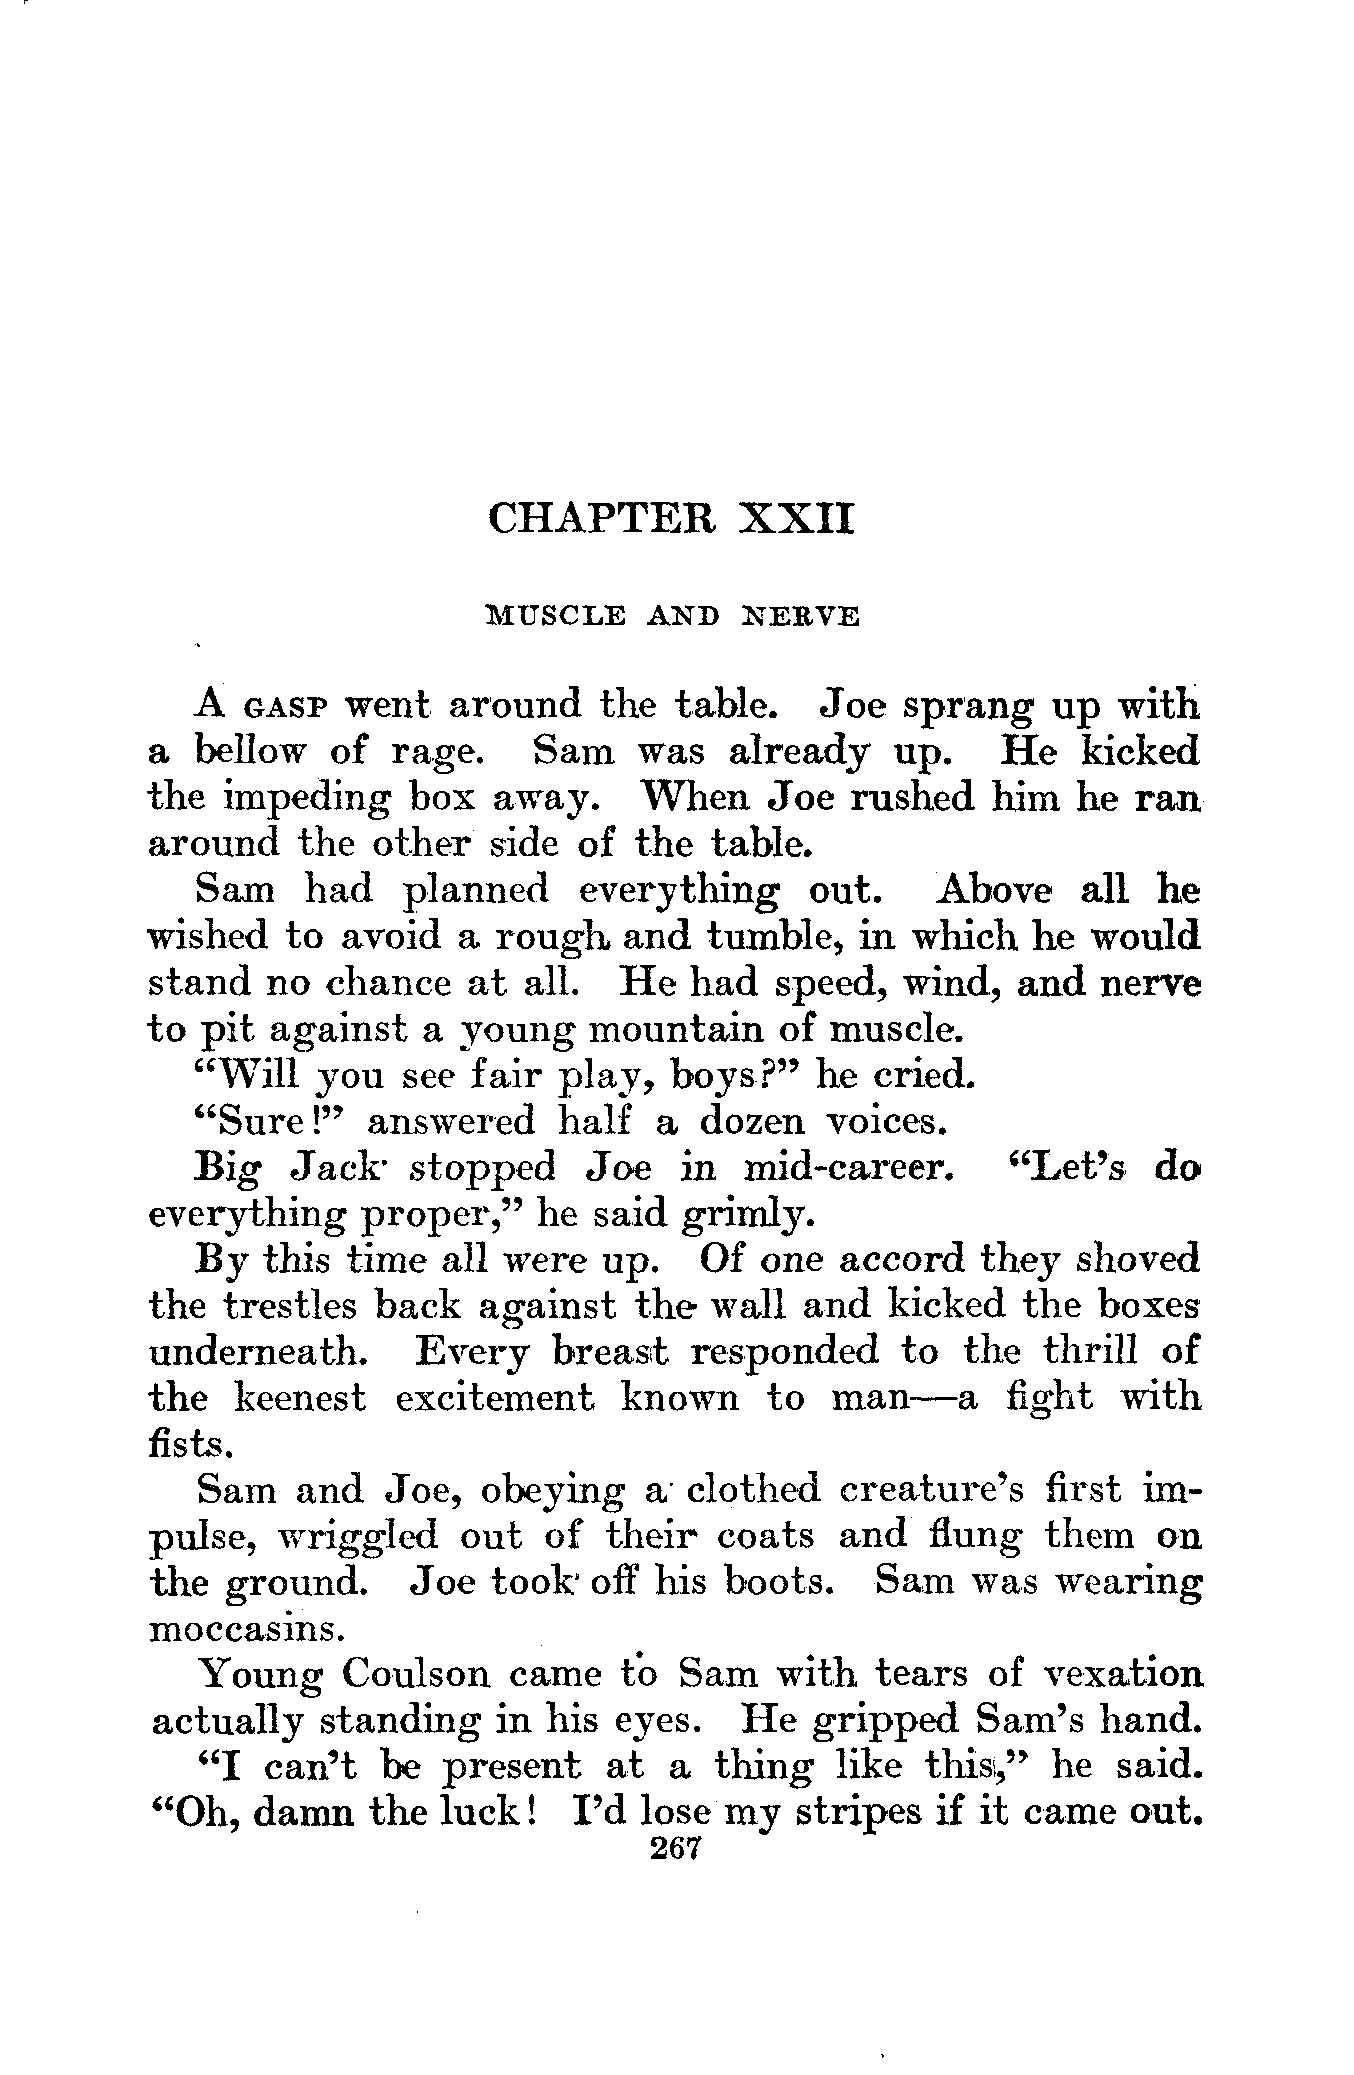 CHAPTER XXII
MUSCLE AND NERVE
A GASP went around the table. Joe sprang up with
a bellow of rage. Sam was already up. He kicked
the impeding box away. When Joe rushed him he ran
around the other side of the table.
Sam had planned everything out. Above all he
wished to avoid a rough and tumble, in which he would
stand no chance at all. He had speed, wind, and nerve
to pit against a young mountain of muscle.
“Will you see fair play, boys?” he cried.
“Sure!” answered half a dozen voices.
Big Jack stopped Joe in mid-career. “Let’s do
everything proper,” he said grimly.
By this time all were up. Of one accord they shoved
the trestles back against the wall and kicked the boxes
underneath. Every breast responded to the thrill of
the keenest excitement known to man—a fight with
fists.
Sam and Joe, obeying a clothed creature’s first im-
pulse, wriggled out of their coats and flung them on
the ground. Joe took off his boots. Sam was wearing
moccasins.
Young Coulson came to Sam with tears of vexation
actually standing in his eyes. He gripped Sam’s hand.
“I can’t be present at a thing like this,” he said.
“Oh, damn the luck! I’d lose my stripes if it came out.
267